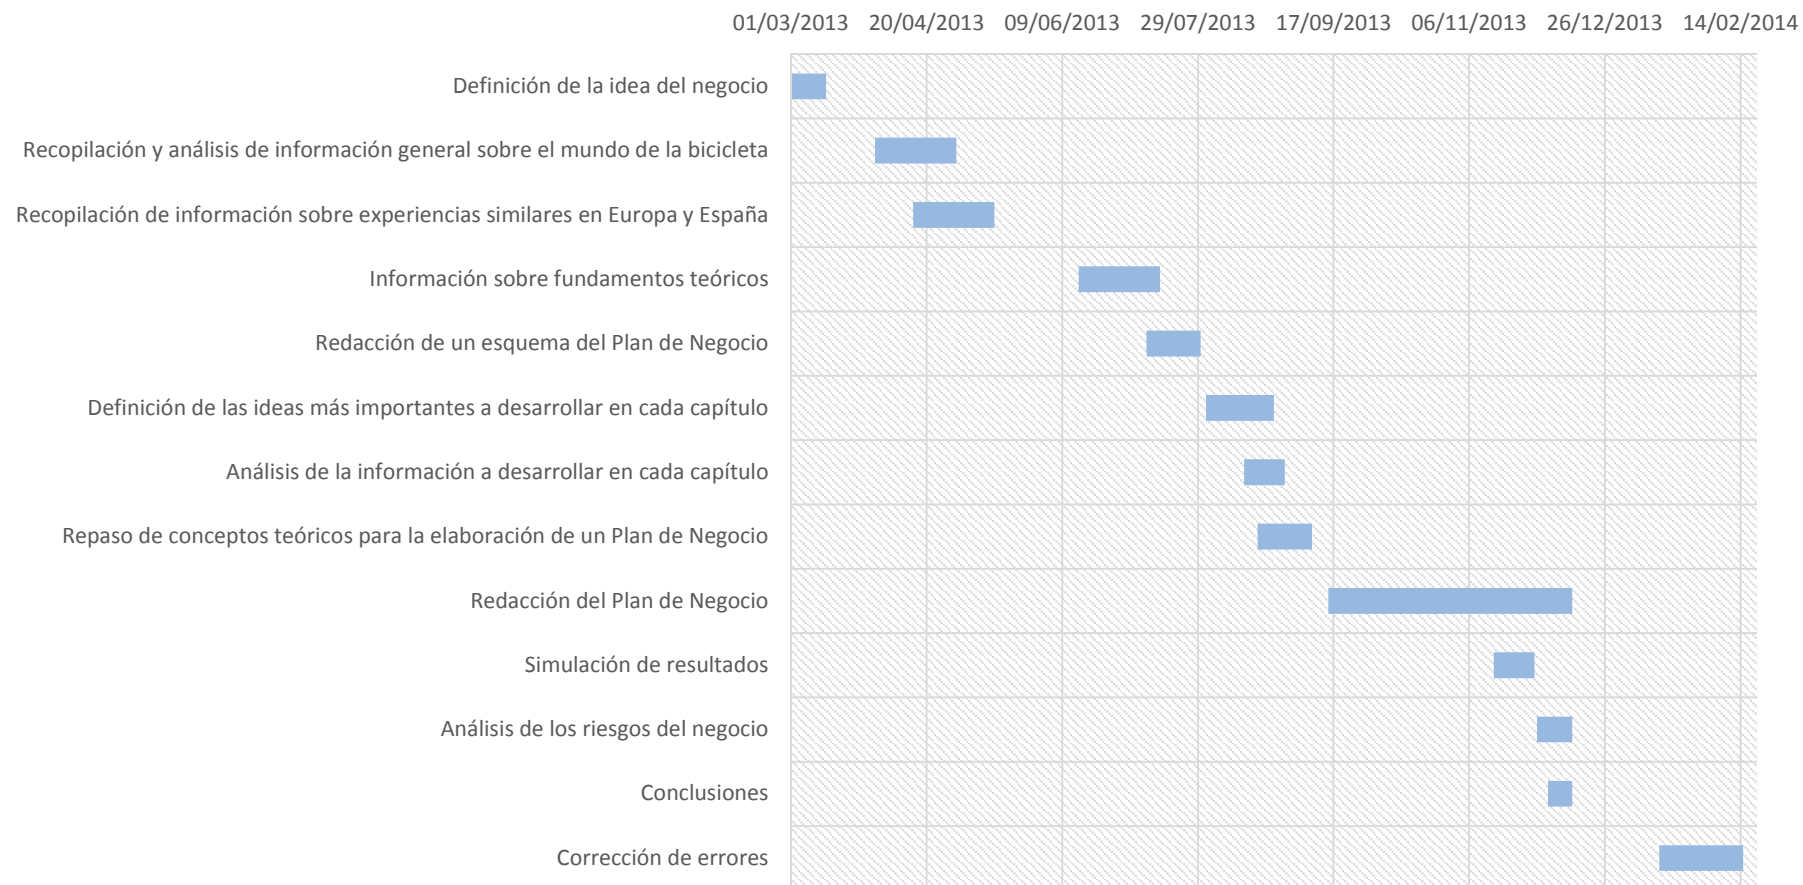 01/03/2013 20/04/2013 09/06/2013 29/07/2013 17/09/2013 06/11/2013 26/12/2013 14/02/2014
Definición de la idea del negocio
Recopilación y análisis de información general sobre el mundo de la bicicleta
Recopilación de información sobre experiencias similares en Europa y España
Información sobre fundamentos teóricos
Redacción de un esquema del Plan de Negocio
Definición de las ideas más importantes a desarrollar en cada capítulo
Análisis de la información a desarrollar en cada capítulo
Repaso de conceptos teóricos para la elaboración de un Plan de Negocio
Redacción del Plan de Negocio
Simulación de resultados
Análisis de los riesgos del negocio
Conclusiones
Corrección de errores